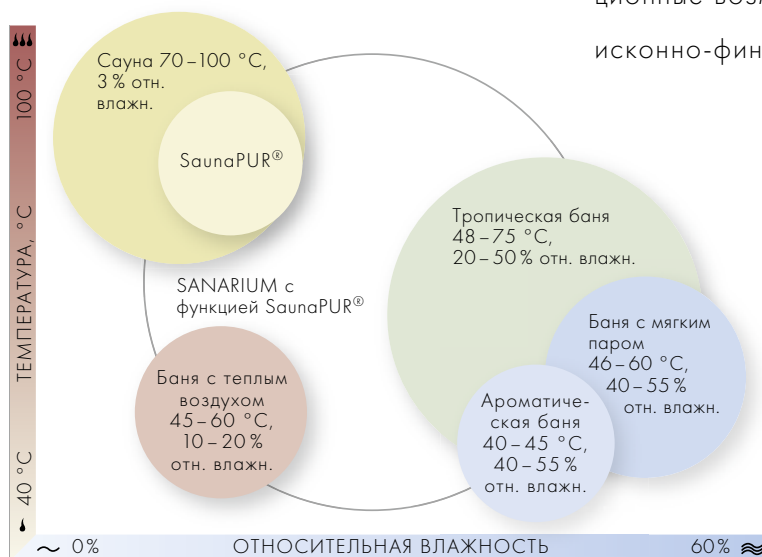 исконно-фин
100 °C
ТЕМПЕРАТУРА, °C
40 °C
Сауна 70–100 °C,
3 % отн.
влажн.
SaunaPUR®
SANARIUM с
функцией SaunaPUR®
Тропическая баня
48–75 °C,
20–50 % отн. влажн.
Баня с мягким
паром
46–60 °C,
40–55 %
отн. влажн.
Баня с теплым
воздухом
45–60 °C,
10–20 %
отн. влажн.
Ароматиче-
ская баня
40–45 °C,
40–55 %
отн. влажн.
0%
ОТНОСИТЕЛЬНАЯ ВЛАЖНОСТЬ
60%